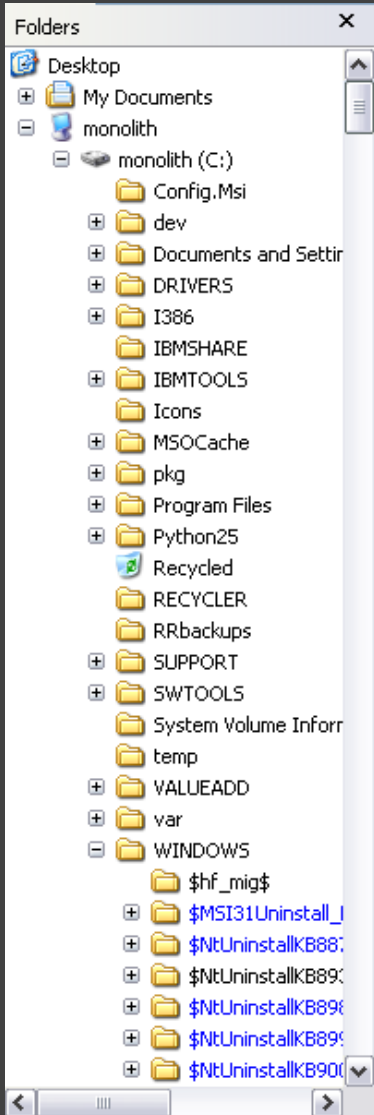 Folders
Desktop
My Documents
monolith
monolith (C:)
Config.Msi
dev
Documents and Settin
DRIVERS
I386
IBMSHARE
IBMTOOLS
Icons
MSOCache
pkg
Program Files
Python25
Recycled
RECYCLER
RRbackups
SUPPORT
SWTOOLS
System Volume Inforr
temp
VALUEADD
var
WINDOWS
$hf_mig$
$MSI31Uninstall_
$NtUninstallKB887
$NtUninstallKB893
$NtUninstallKB898
$NtUninstallKB899
$NtUninstallKB900